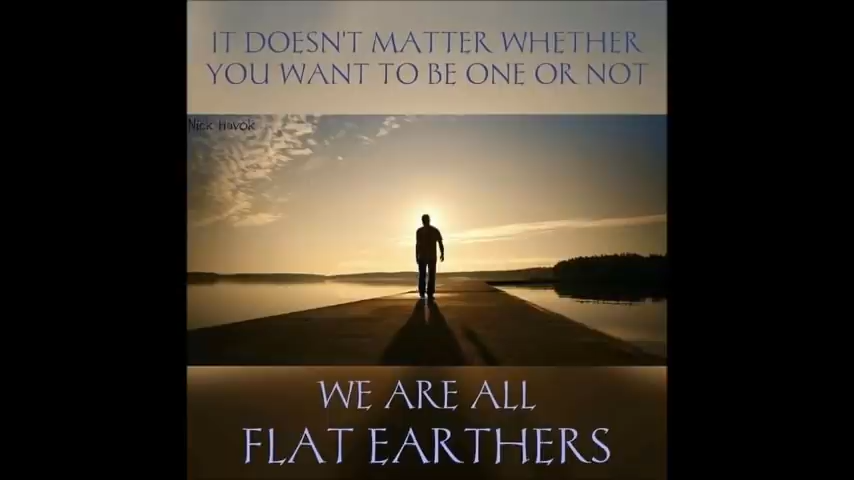 IT DOESN'T MATTER WHETHER
YOU WANT TO BE ONE OR NOT
Nick Havok
WE ARE ALL
FLAT EARTHERS